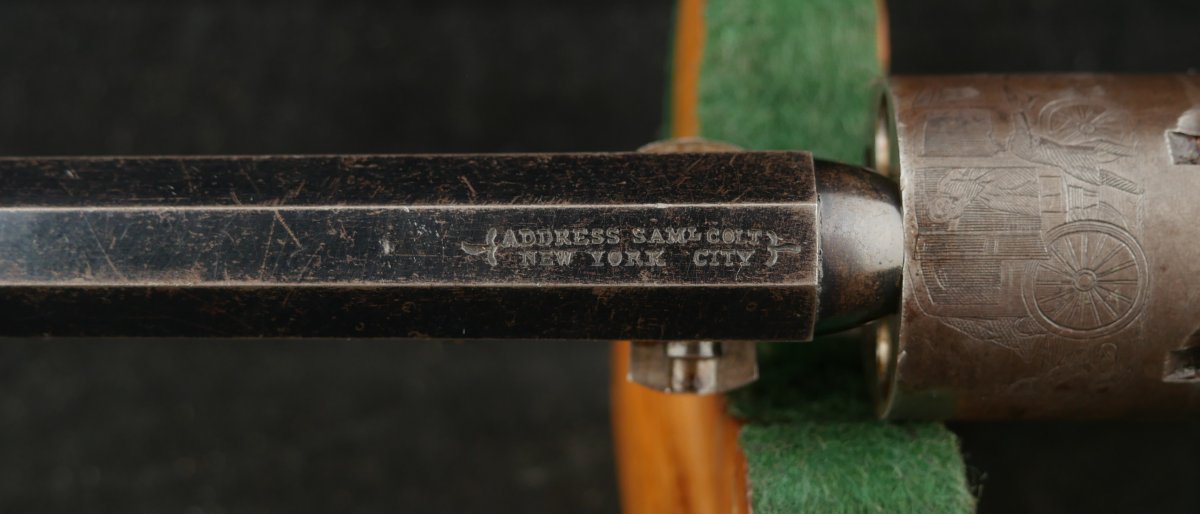 ADDRESS SAMᴸ COLT
NEW YORK CITY